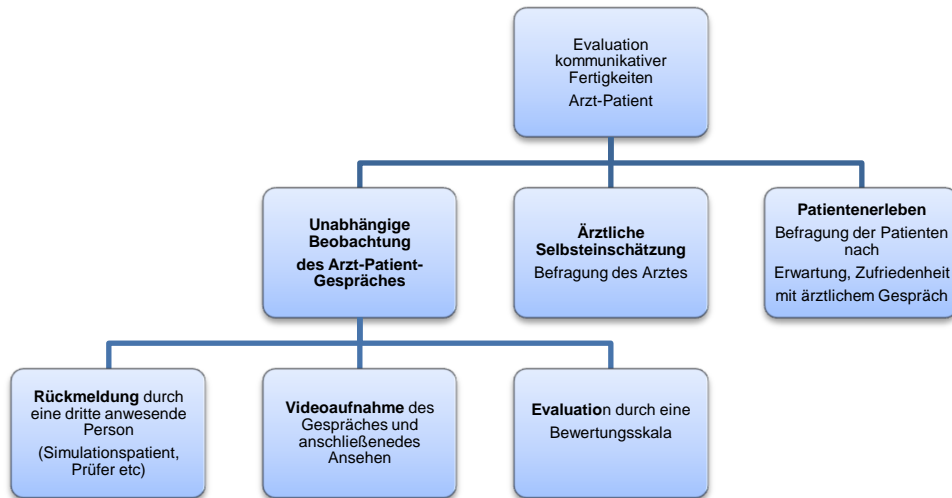 Evaluation
kommunikativer
Fertigkeiten
Arzt-Patient
Unabhängige
Beobachtung
des Arzt-Patient-
Gespräches
Ärztliche
Selbsteinschätzung
Befragung des Arztes
Patientenerleben
Befragung der Patienten
nach
Erwartung, Zufriedenheit
mit ärztlichem Gespräch
Rückmeldung durch
eine dritte anwesende
Person
(Simulationspatient,
Prüfer etc)
Videoaufnahme des
Gespräches und
anschließenedes
Ansehen
Evaluation durch eine
Bewertungsskala